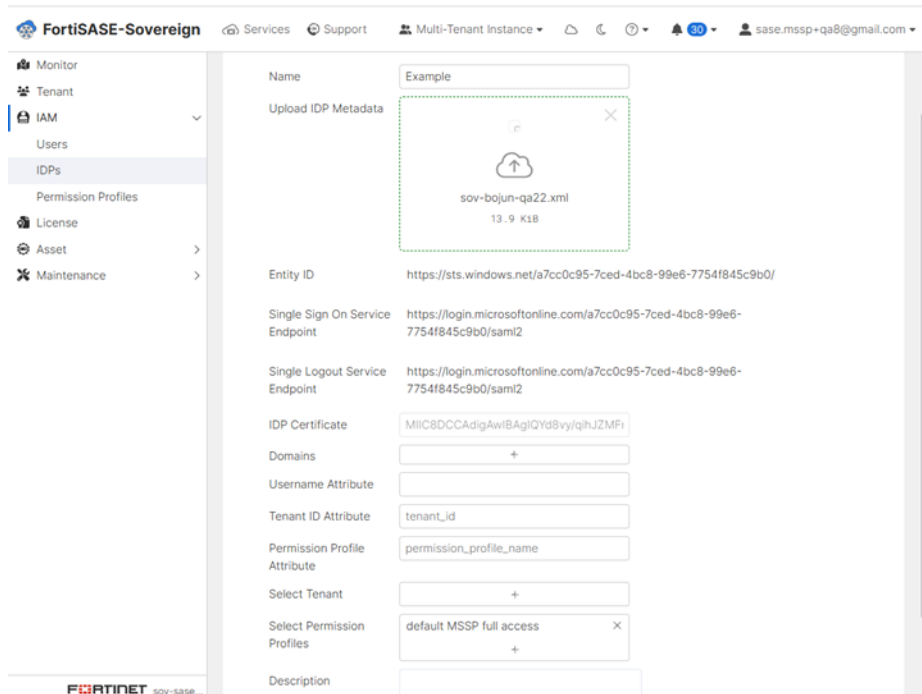 FortiSASE-Sovereign
Services
Support
Multi-Tenant Instance
30
sase.mssp+qa8@gmail.com
Monitor
Tenant
IAM
Users
IDPs
Permission Profiles
License
Asset
Maintenance
FORTINET sov-sase...
Name
Example
Upload IDP Metadata
sov-bojun-qa22.xml
13.9 KiB
Entity ID
https://sts.windows.net/a7cc0c95-7ced-4bc8-99e6-7754f845c9b0/
Single Sign On Service
Endpoint
https://login.microsoftonline.com/a7cc0c95-7ced-4bc8-99e6-
7754f845c9b0/saml2
Single Logout Service
Endpoint
https://login.microsoftonline.com/a7cc0c95-7ced-4bc8-99e6-
7754f845c9b0/saml2
IDP Certificate
Domains
+
Username Attribute
Tenant ID Attribute
tenant_id
Permission Profile
Attribute
permission_profile_name
Select Tenant
+
Select Permission
Profiles
default MSSP full access
+
Description